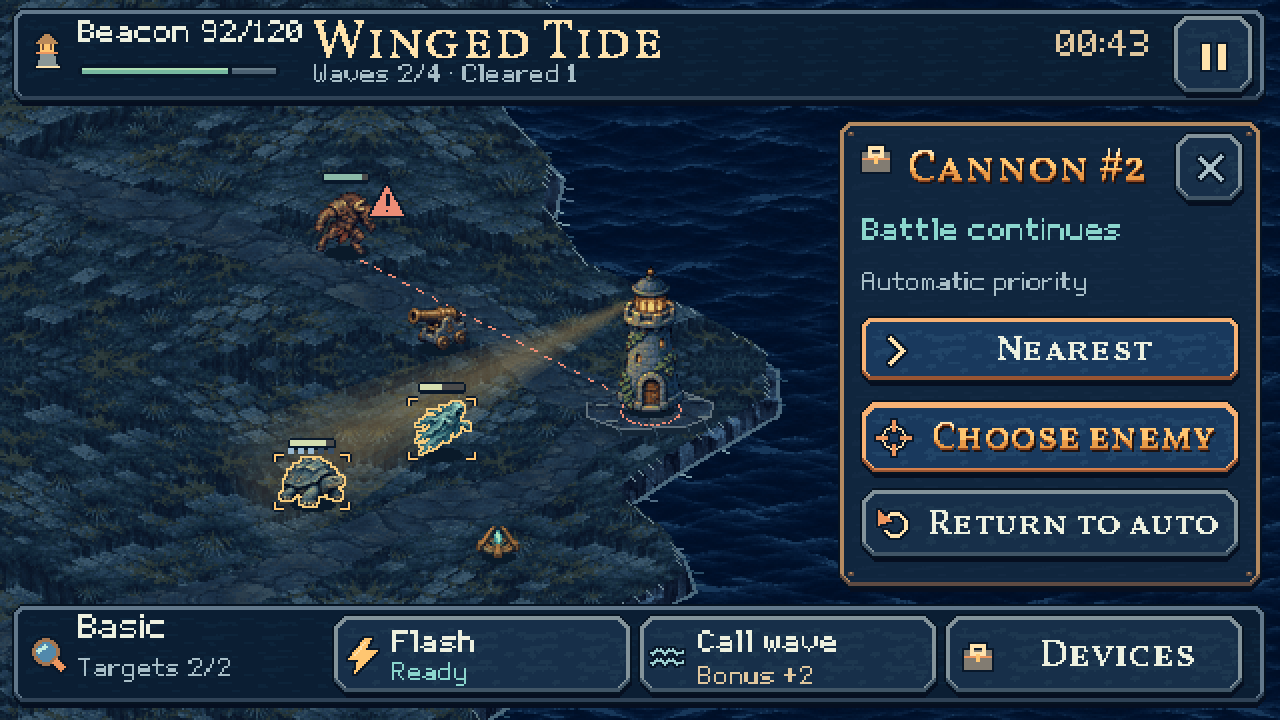 Beacon 92/120
Winged Tide
Waves 2/4 · Cleared 1
00:43
Cannon #2
Battle continues
Automatic priority
Nearest
Choose enemy
Return to auto
Basic
Targets 2/2
Flash
Ready
Call wave
Bonus +2
Devices